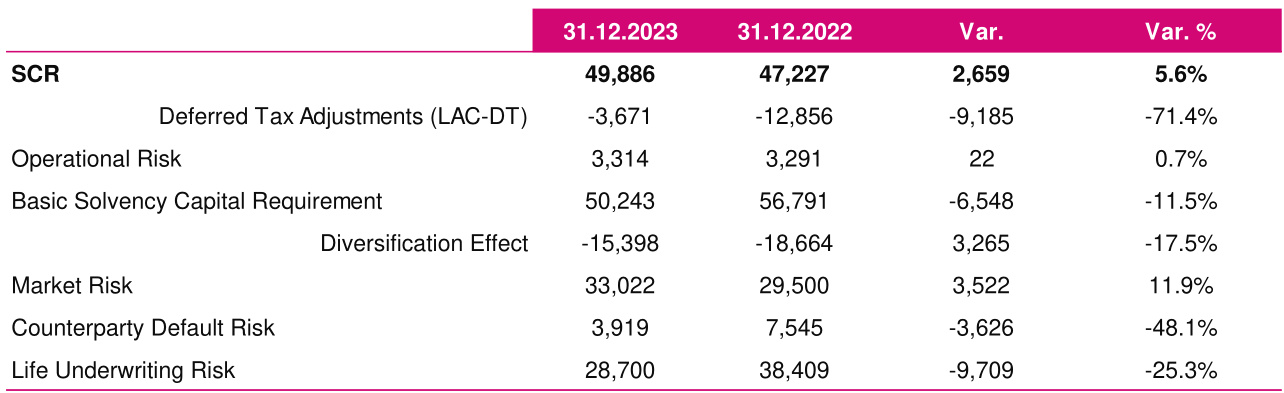 31.12.2023 31.12.2022 Var. Var. %
SCR 49,886 47,227 2,659 5.6%
Deferred Tax Adjustments (LAC-DT) -3,671 -12,856 -9,185 -71.4%
Operational Risk 3,314 3,291 22 0.7%
Basic Solvency Capital Requirement 50,243 56,791 -6,548 -11.5%
Diversification Effect -15,398 -18,664 3,265 -17.5%
Market Risk 33,022 29,500 3,522 11.9%
Counterparty Default Risk 3,919 7,545 -3,626 -48.1%
Life Underwriting Risk 28,700 38,409 -9,709 -25.3%